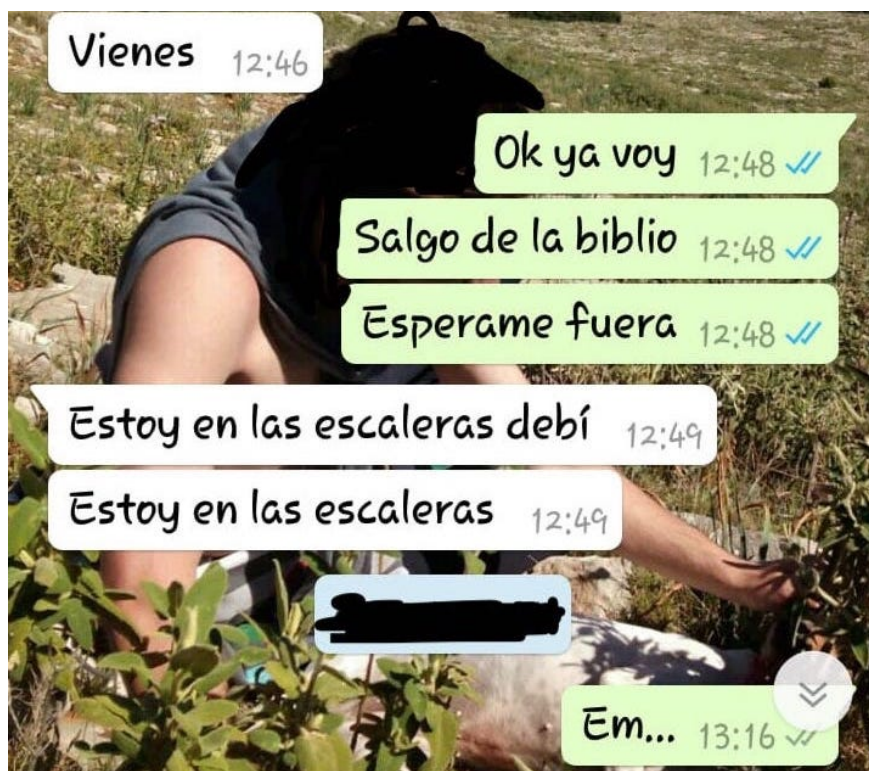 Vienes 12:46
Ok ya voy 12:48
Salgo de la biblio 12:48
Esperame fuera 12:48
Estoy en las escaleras debí 12:49
Estoy en las escaleras 12:49
Em... 13:16